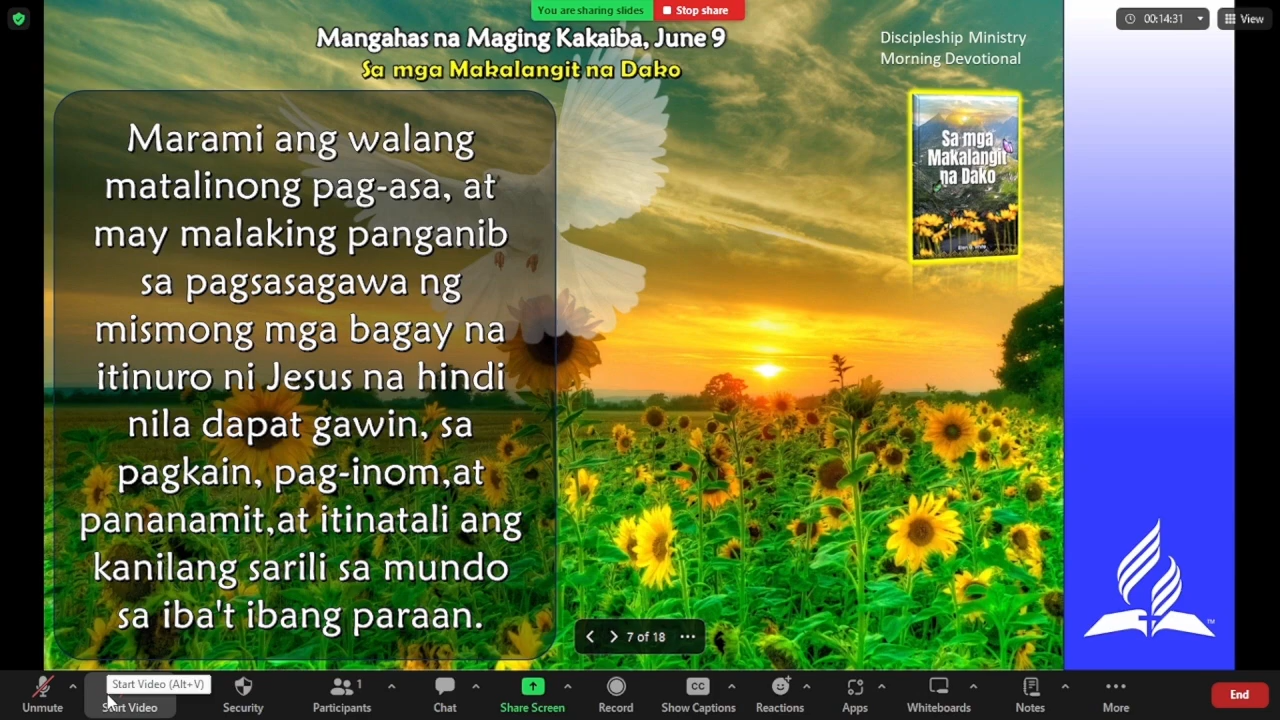 You are sharing slides
Stop share
00:14:31
View
Mangahas na Maging Kakaiba, June 9
Sa mga Makalangit na Dako
Discipleship Ministry
Morning Devotional
Sa mga
Makalangit
na Dako
Marami ang walang
matalinong pag-asa, at
may malaking panganib
sa pagsasagawa ng
mismong mga bagay na
itinuro ni Jesus na hindi
nila dapat gawin, sa
pagkain, pag-inom,at
pananamit,at itinatali ang
kanilang sarili sa mundo
sa iba't ibang paraan.
7 of 18
TM
Start Video (Alt+V)
Unmute
Start Video
Security
Participants
1
Chat
Share Screen
Record
CC
Show Captions
Reactions
Apps
Whiteboards
Notes
More
End